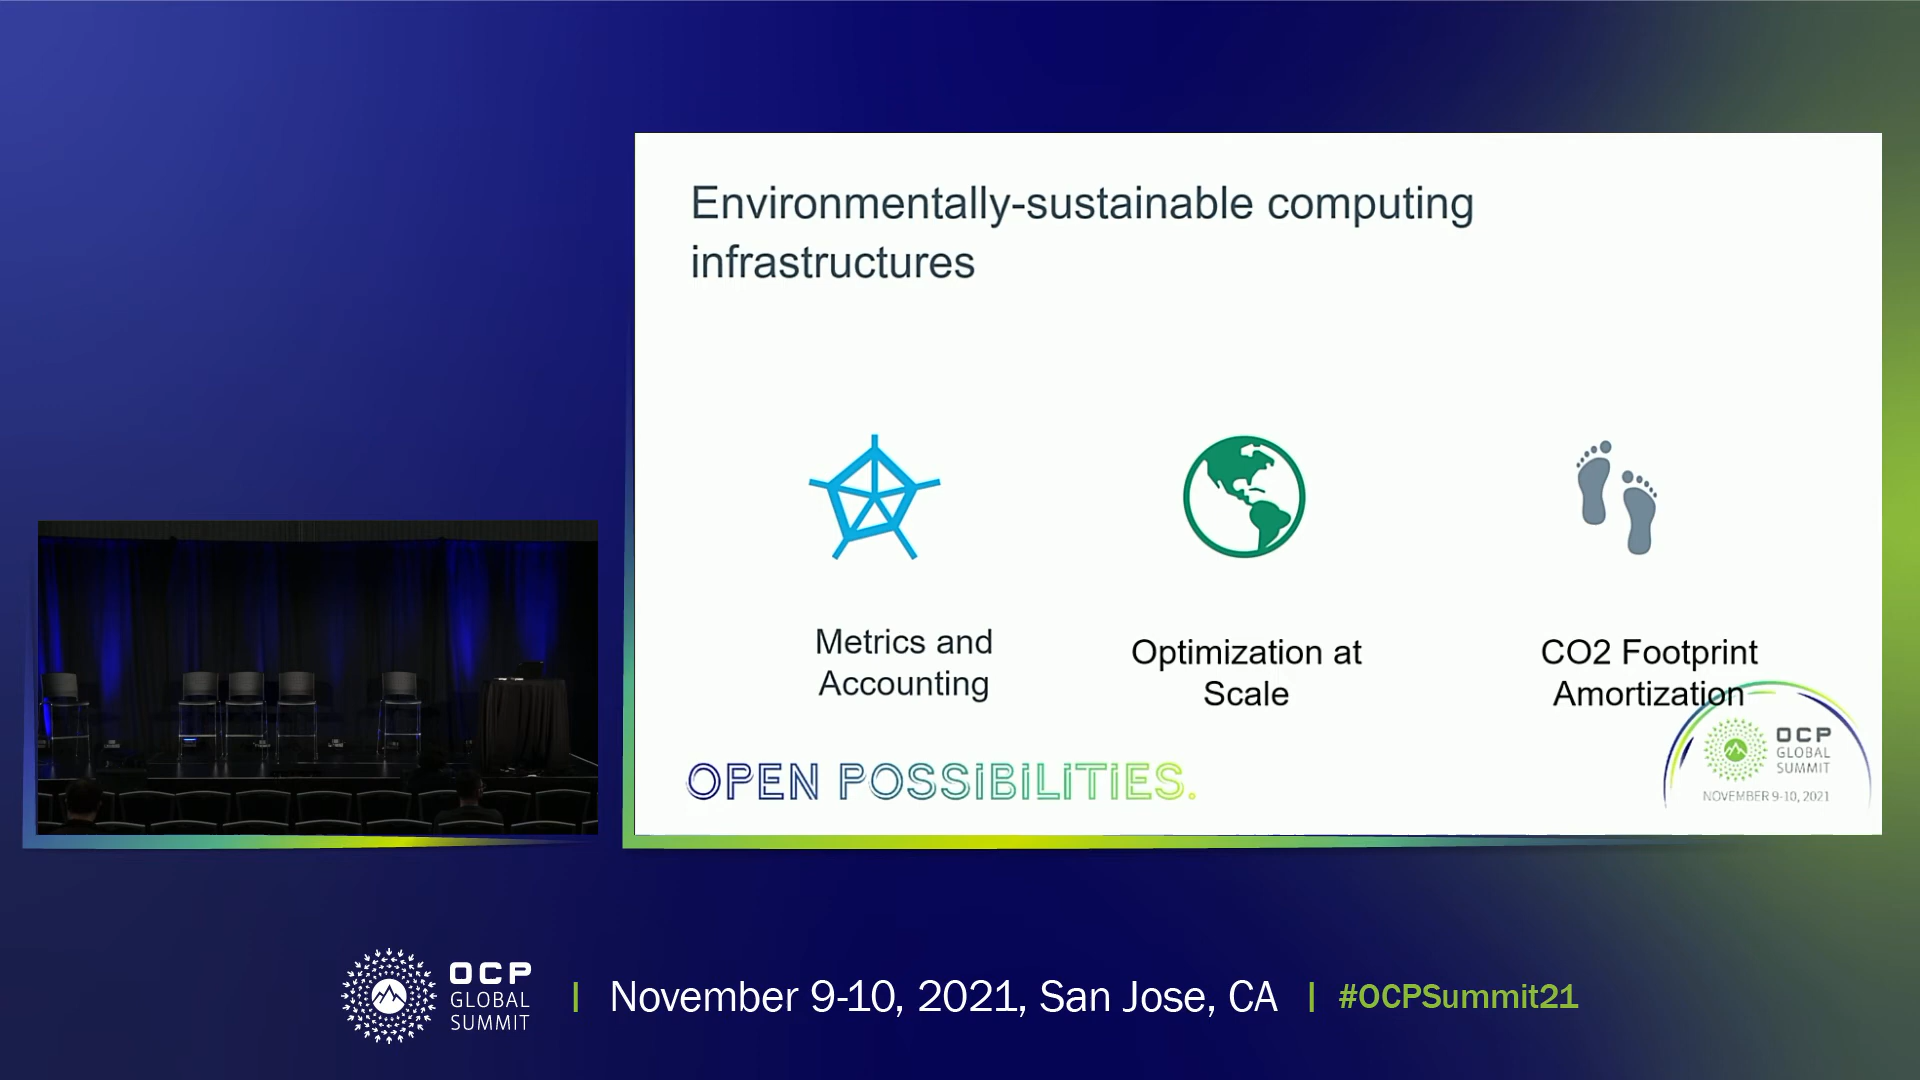 Environmentally-sustainable computing
infrastructures
Metrics and
Accounting
Optimization at
Scale
CO2 Footprint
Amortization
OPEN POSSIBILITIES.
OCP
GLOBAL
SUMMIT
NOVEMBER 9-10, 2021
OCP
GLOBAL
SUMMIT
November 9-10, 2021, San Jose, CA
#OCPSummit21